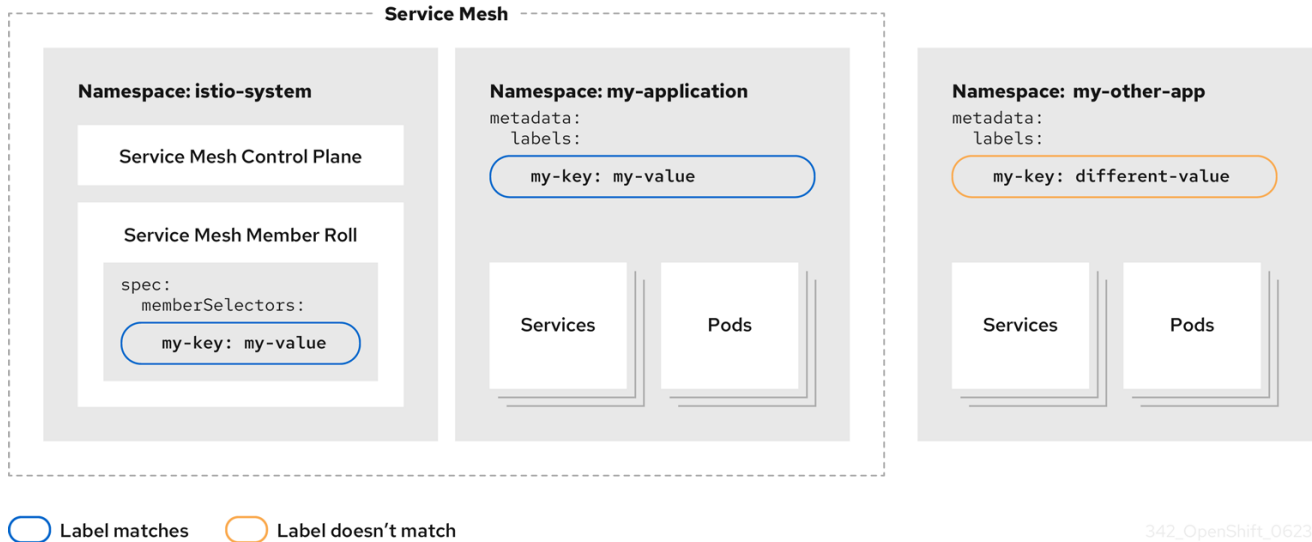 Service Mesh
Namespace: istio-system
Service Mesh Control Plane
Service Mesh Member Roll
spec:
memberSelectors:
my-key: my-value
Namespace: my-application
metadata:
labels:
my-key: my-value
Services
Pods
Namespace: my-other-app
metadata:
labels:
my-key: different-value
Services
Pods
Label matches
Label doesn’t match
342_OpenShift_0623